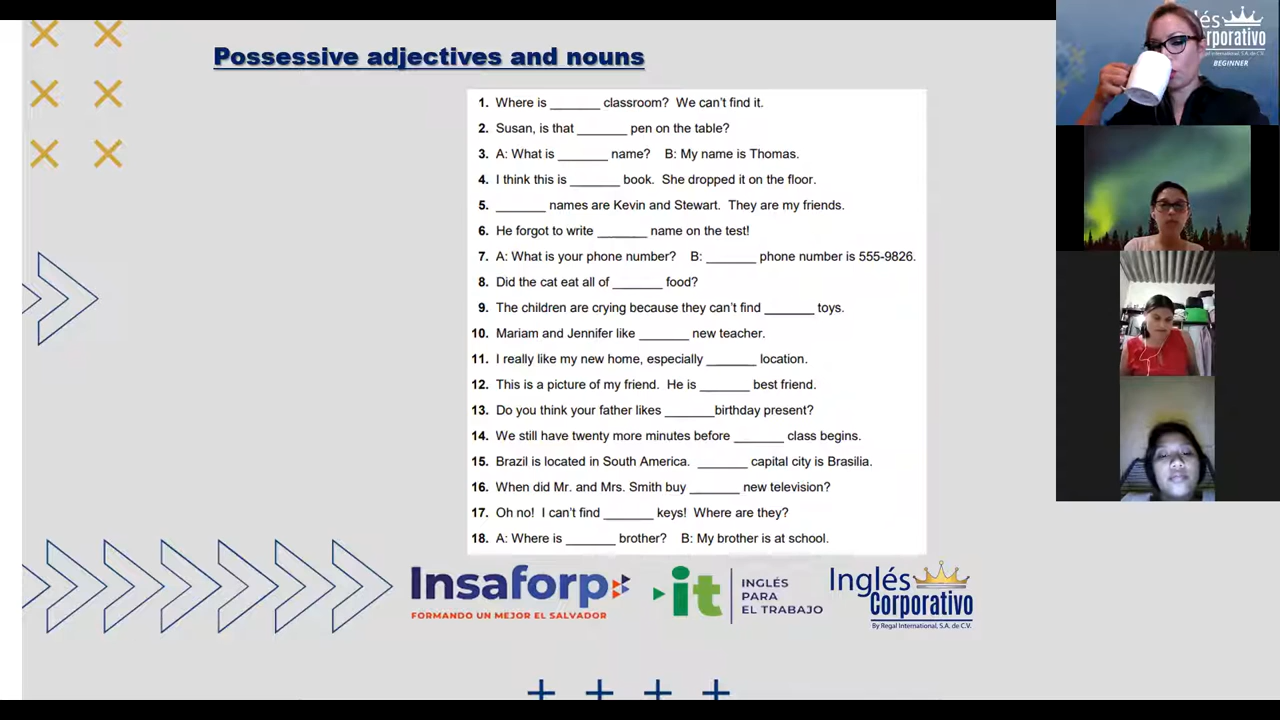 Possessive adjectives and nouns
1. Where is _______ classroom? We can't find it.
2. Susan, is that _______ pen on the table?
3. A: What is _______ name? B: My name is Thomas.
4. I think this is _______ book. She dropped it on the floor.
5. _______ names are Kevin and Stewart. They are my friends.
6. He forgot to write _______ name on the test!
7. A: What is your phone number? B: _______ phone number is 555-9826.
8. Did the cat eat all of _______ food?
9. The children are crying because they can't find _______ toys.
10. Mariam and Jennifer like _______ new teacher.
11. I really like my new home, especially _______ location.
12. This is a picture of my friend. He is _______ best friend.
13. Do you think your father likes _______birthday present?
14. We still have twenty more minutes before _______ class begins.
15. Brazil is located in South America. _______ capital city is Brasilia.
16. When did Mr. and Mrs. Smith buy _______ new television?
17. Oh no! I can't find _______ keys! Where are they?
18. A: Where is _______ brother? B: My brother is at school.
Insaforp
FORMANDO UN MEJOR EL SALVADOR
it
INGLÉS
PARA
EL TRABAJO
Inglés
Corporativo
By Regal International, S.A. de C.V.
BEGINNER